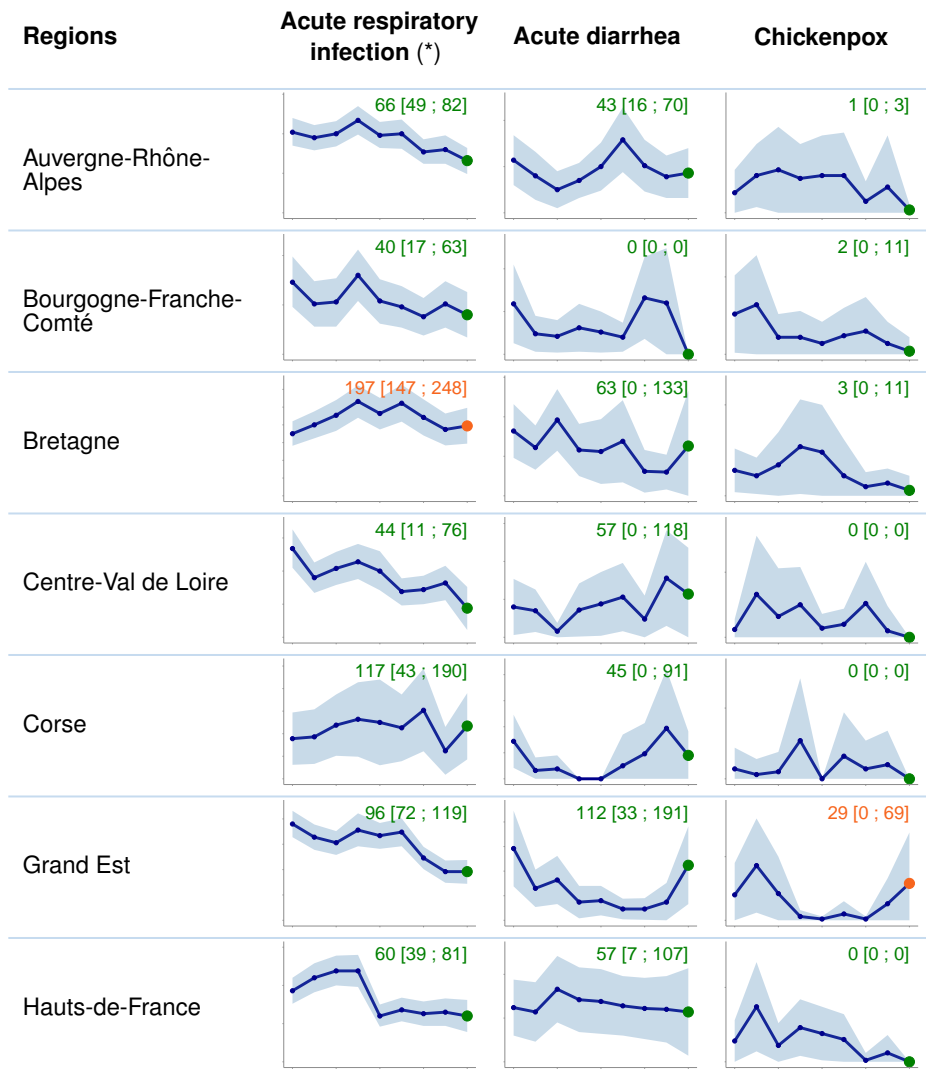 Regions
Acute respiratory
infection (*)
Acute diarrhea
Chickenpox
Auvergne-Rhône-
Alpes
66 [49 ; 82]
43 [16 ; 70]
1 [0 ; 3]
Bourgogne-Franche-
Comté
40 [17 ; 63]
0 [0 ; 0]
2 [0 ; 11]
Bretagne
197 [147 ; 248]
63 [0 ; 133]
3 [0 ; 11]
Centre-Val de Loire
44 [11 ; 76]
57 [0 ; 118]
0 [0 ; 0]
Corse
117 [43 ; 190]
45 [0 ; 91]
0 [0 ; 0]
Grand Est
96 [72 ; 119]
112 [33 ; 191]
29 [0 ; 69]
Hauts-de-France
60 [39 ; 81]
57 [7 ; 107]
0 [0 ; 0]